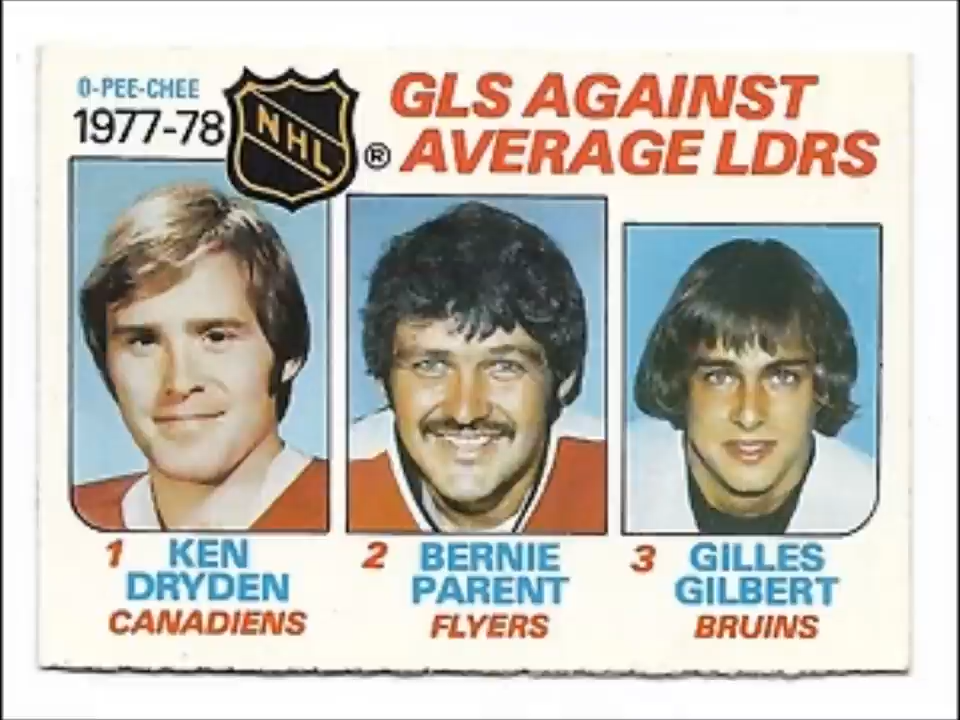 O-PEE-CHEE
1977-78
NHL
®
GLS AGAINST
AVERAGE LDRS
1 KEN
DRYDEN
CANADIENS
2 BERNIE
PARENT
FLYERS
3 GILLES
GILBERT
BRUINS